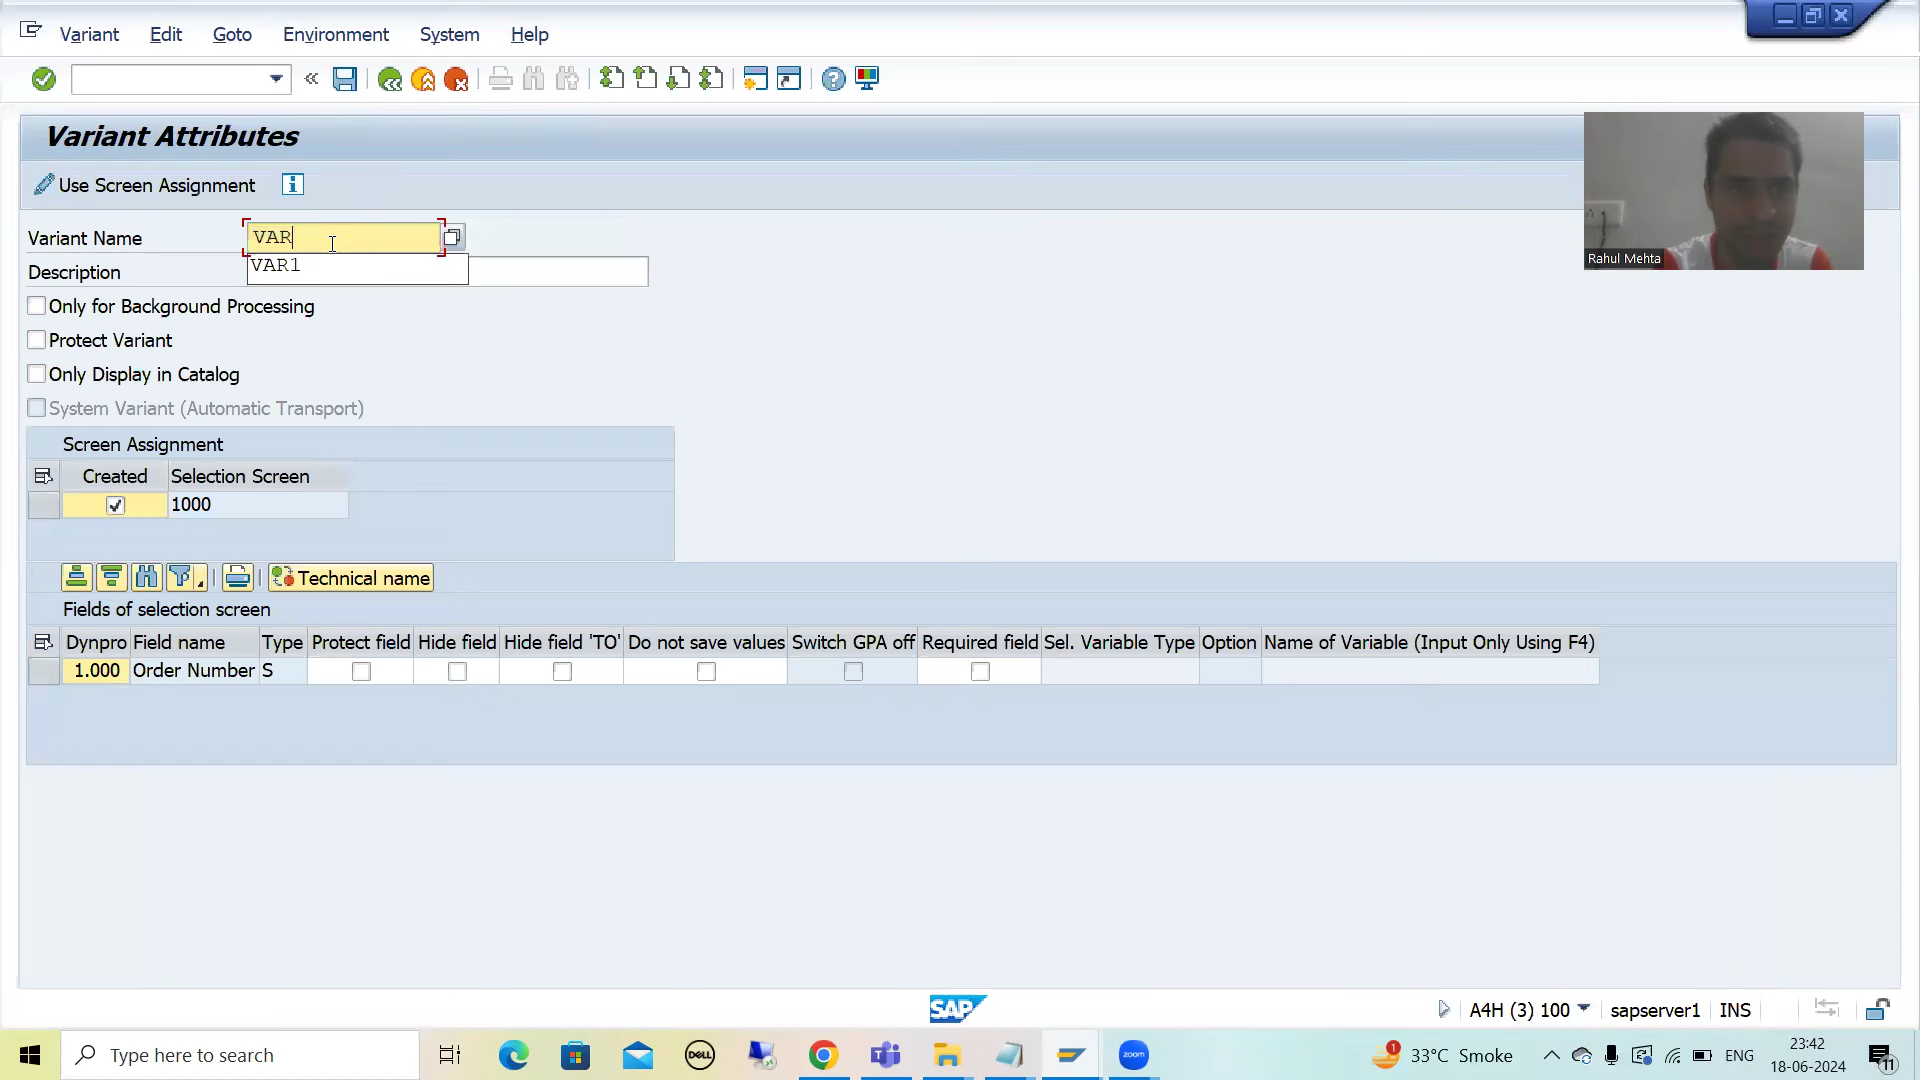 Variant Edit Goto Environment System Help
Variant Attributes
Use Screen Assignment
Rahul Mehta
Variant Name VAR
VAR1
Description
Only for Background Processing
Protect Variant
Only Display in Catalog
System Variant (Automatic Transport)
Screen Assignment
Created Selection Screen
1000
Technical name
Fields of selection screen
Dynpro Field name Type Protect field Hide field Hide field 'TO' Do not save values Switch GPA off Required field Sel. Variable Type Option Name of Variable (Input Only Using F4)
1.000 Order Number S
SAP A4H (3) 100 sapserver1 INS
Type here to search
DELL
zoom
1
33°C Smoke
ENG
23:42
18-06-2024
11